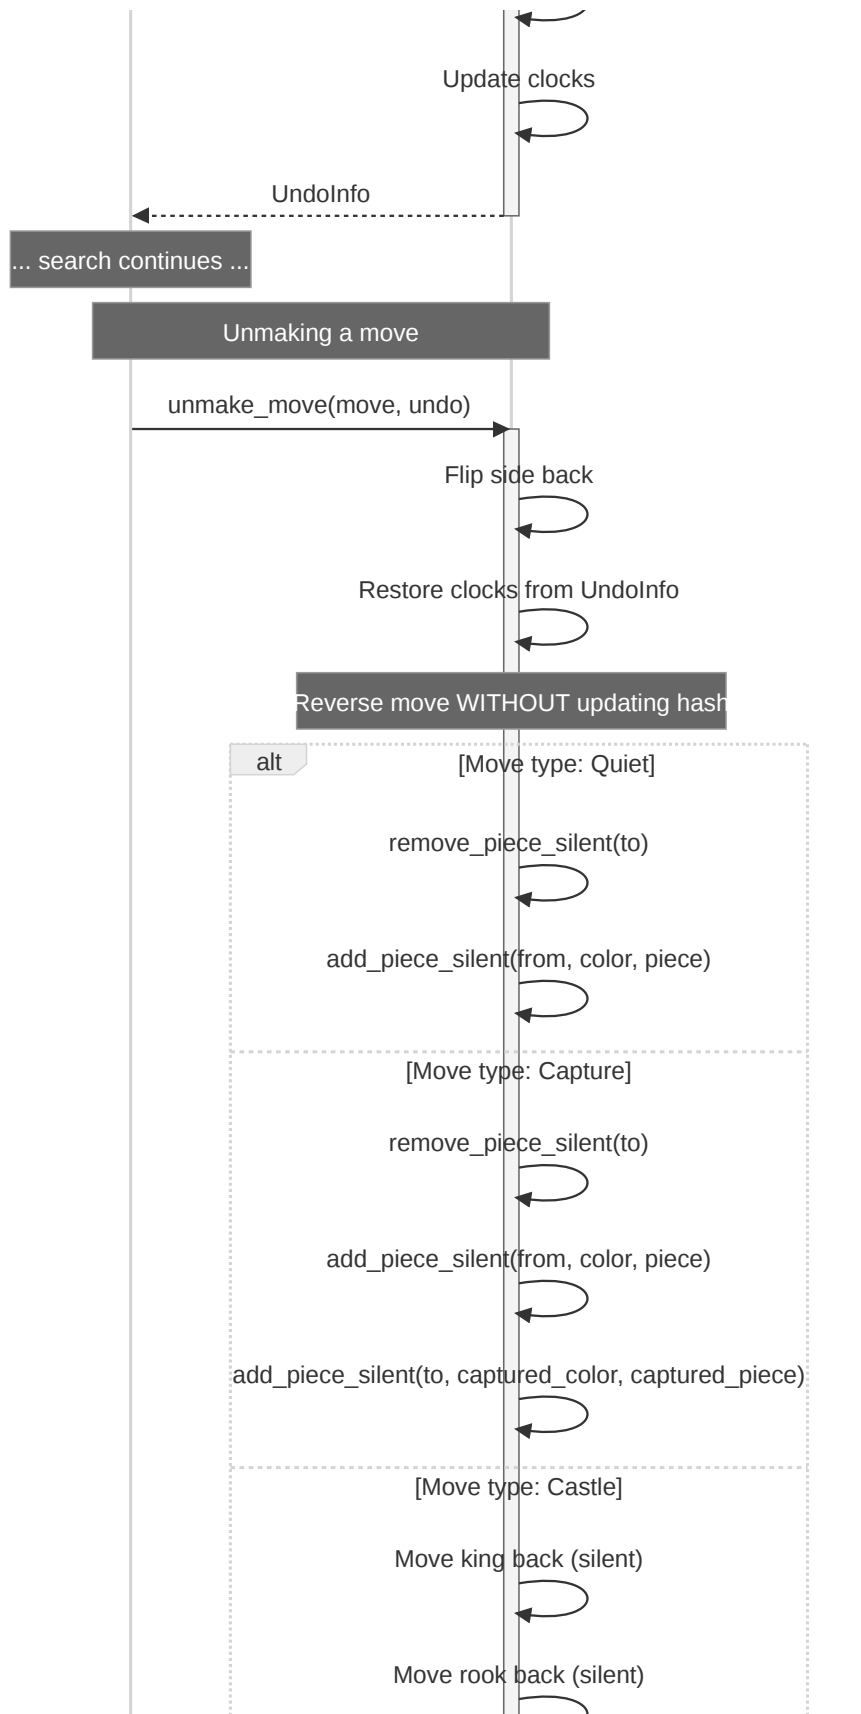 Update clocks
UndoInfo
... search continues ...
Unmaking a move
unmake_move(move, undo)
Flip side back
Restore clocks from UndoInfo
Reverse move WITHOUT updating hash
alt
[Move type: Quiet]
remove_piece_silent(to)
add_piece_silent(from, color, piece)
[Move type: Capture]
remove_piece_silent(to)
add_piece_silent(from, color, piece)
add_piece_silent(to, captured_color, captured_piece)
[Move type: Castle]
Move king back (silent)
Move rook back (silent)